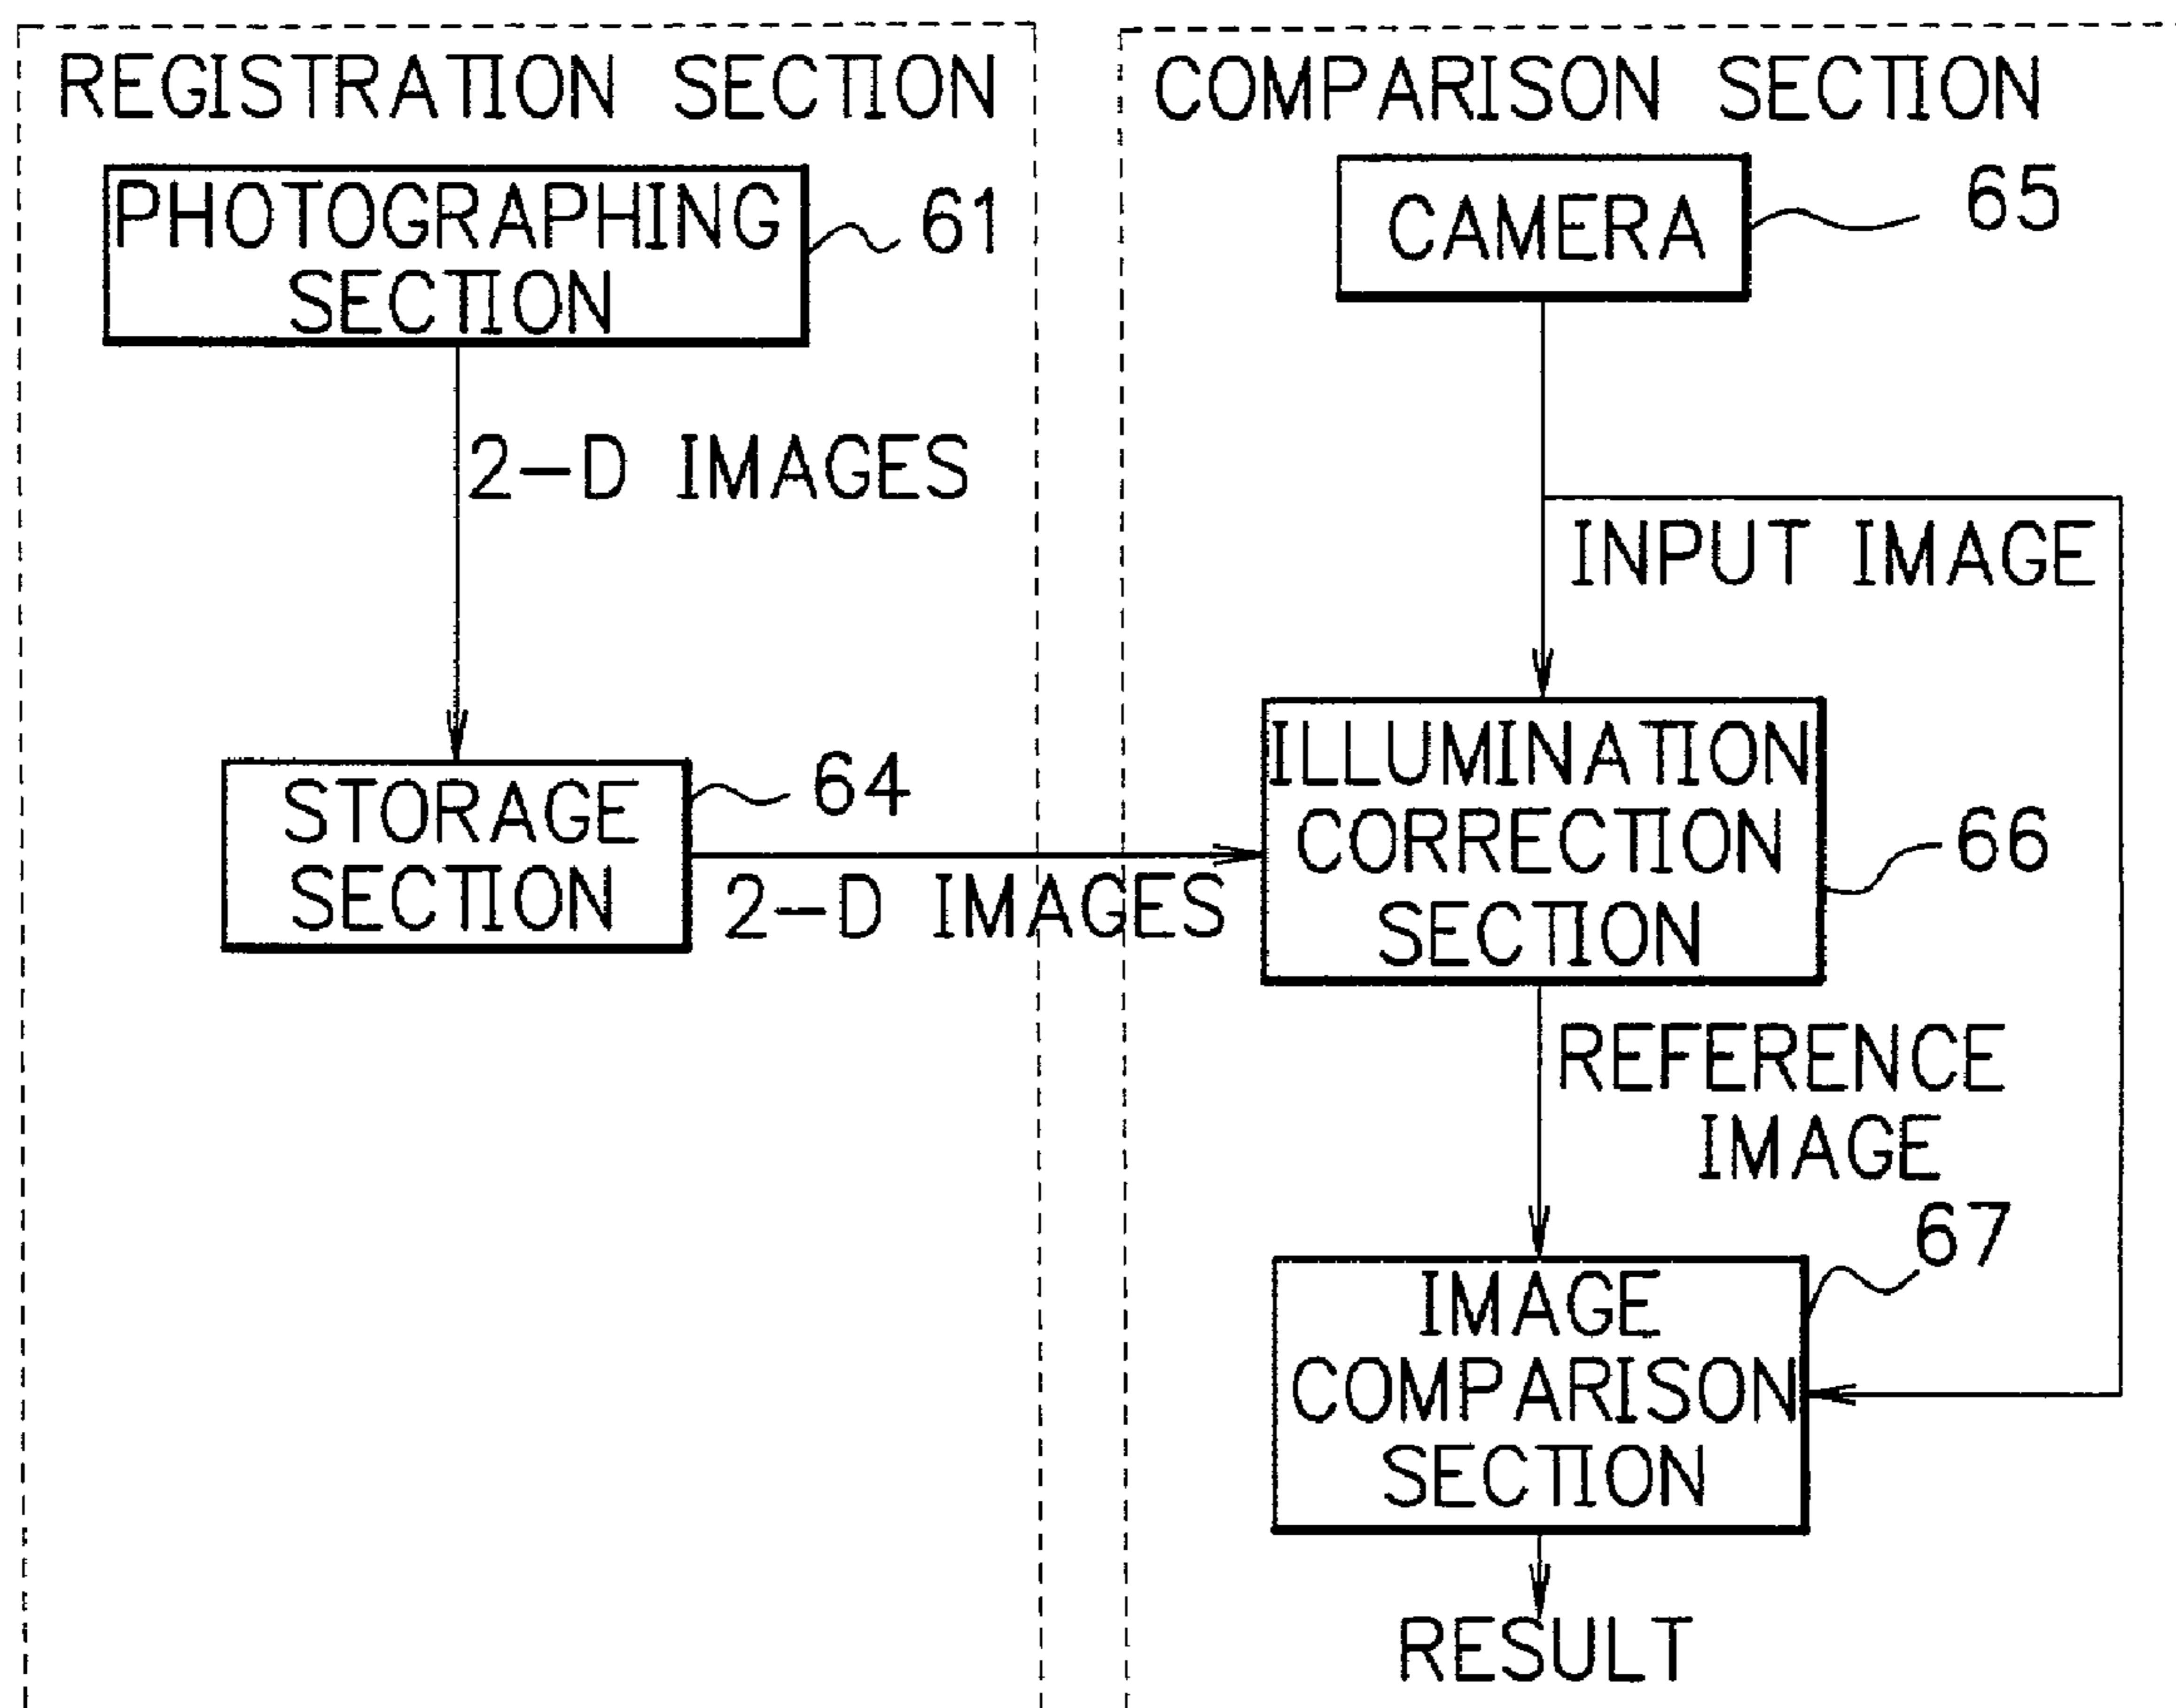 REGISTRATION SECTION
PHOTOGRAPHING
SECTION
61
2-D IMAGES
STORAGE
SECTION
64
2-D IMAGES
COMPARISON SECTION
CAMERA
65
INPUT IMAGE
ILLUMINATION
CORRECTION
SECTION
66
REFERENCE
IMAGE
67
IMAGE
COMPARISON
SECTION
RESULT